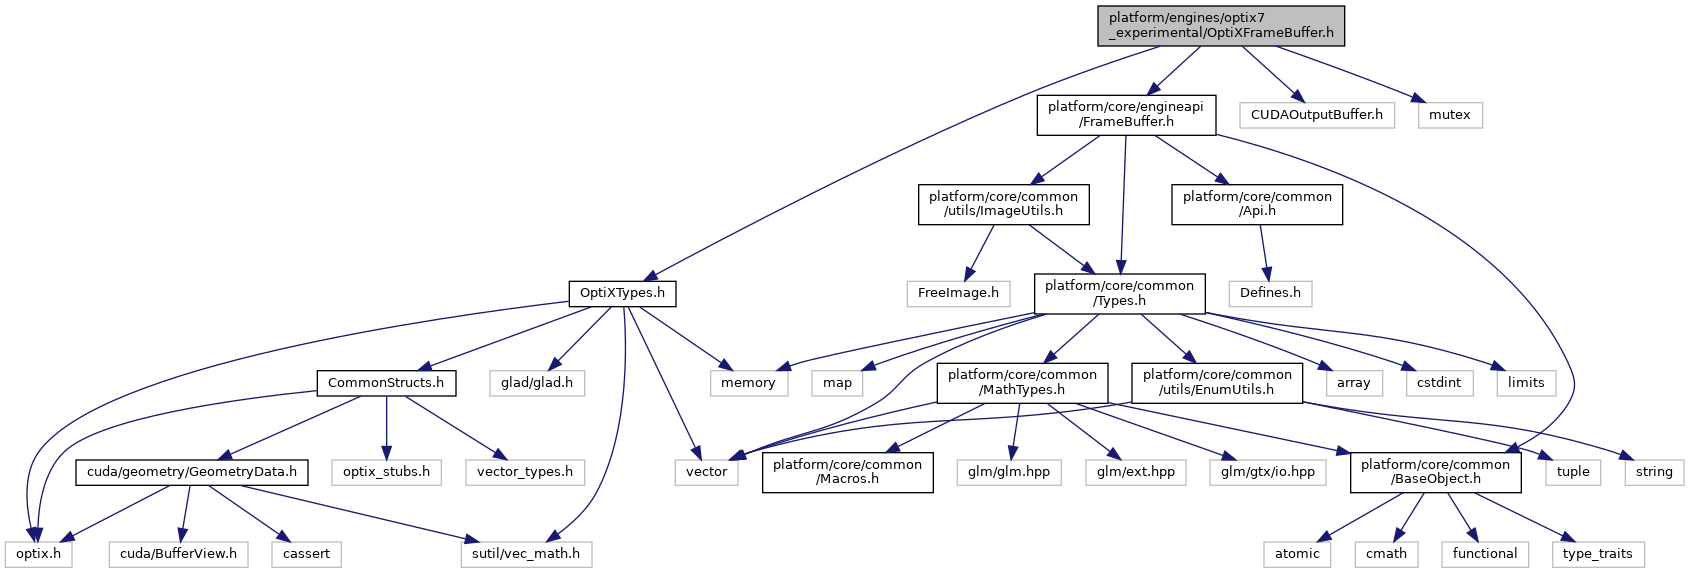 platform/engines/optix7
_experimental/OptiXFrameBuffer.h
platform/core/engineapi
/FrameBuffer.h
CUDAOutputBuffer.h
mutex
platform/core/common
/utils/ImageUtils.h
platform/core/common
/Api.h
OptiXTypes.h
FreeImage.h
platform/core/common
/Types.h
Defines.h
CommonStructs.h
glad/glad.h
memory
map
platform/core/common
/MathTypes.h
platform/core/common
/utils/EnumUtils.h
array
cstdint
limits
cuda/geometry/GeometryData.h
optix_stubs.h
vector_types.h
vector
platform/core/common
/Macros.h
glm/glm.hpp
glm/ext.hpp
glm/gtx/io.hpp
platform/core/common
/BaseObject.h
tuple
string
optix.h
cuda/BufferView.h
cassert
sutil/vec_math.h
atomic
cmath
functional
type_traits